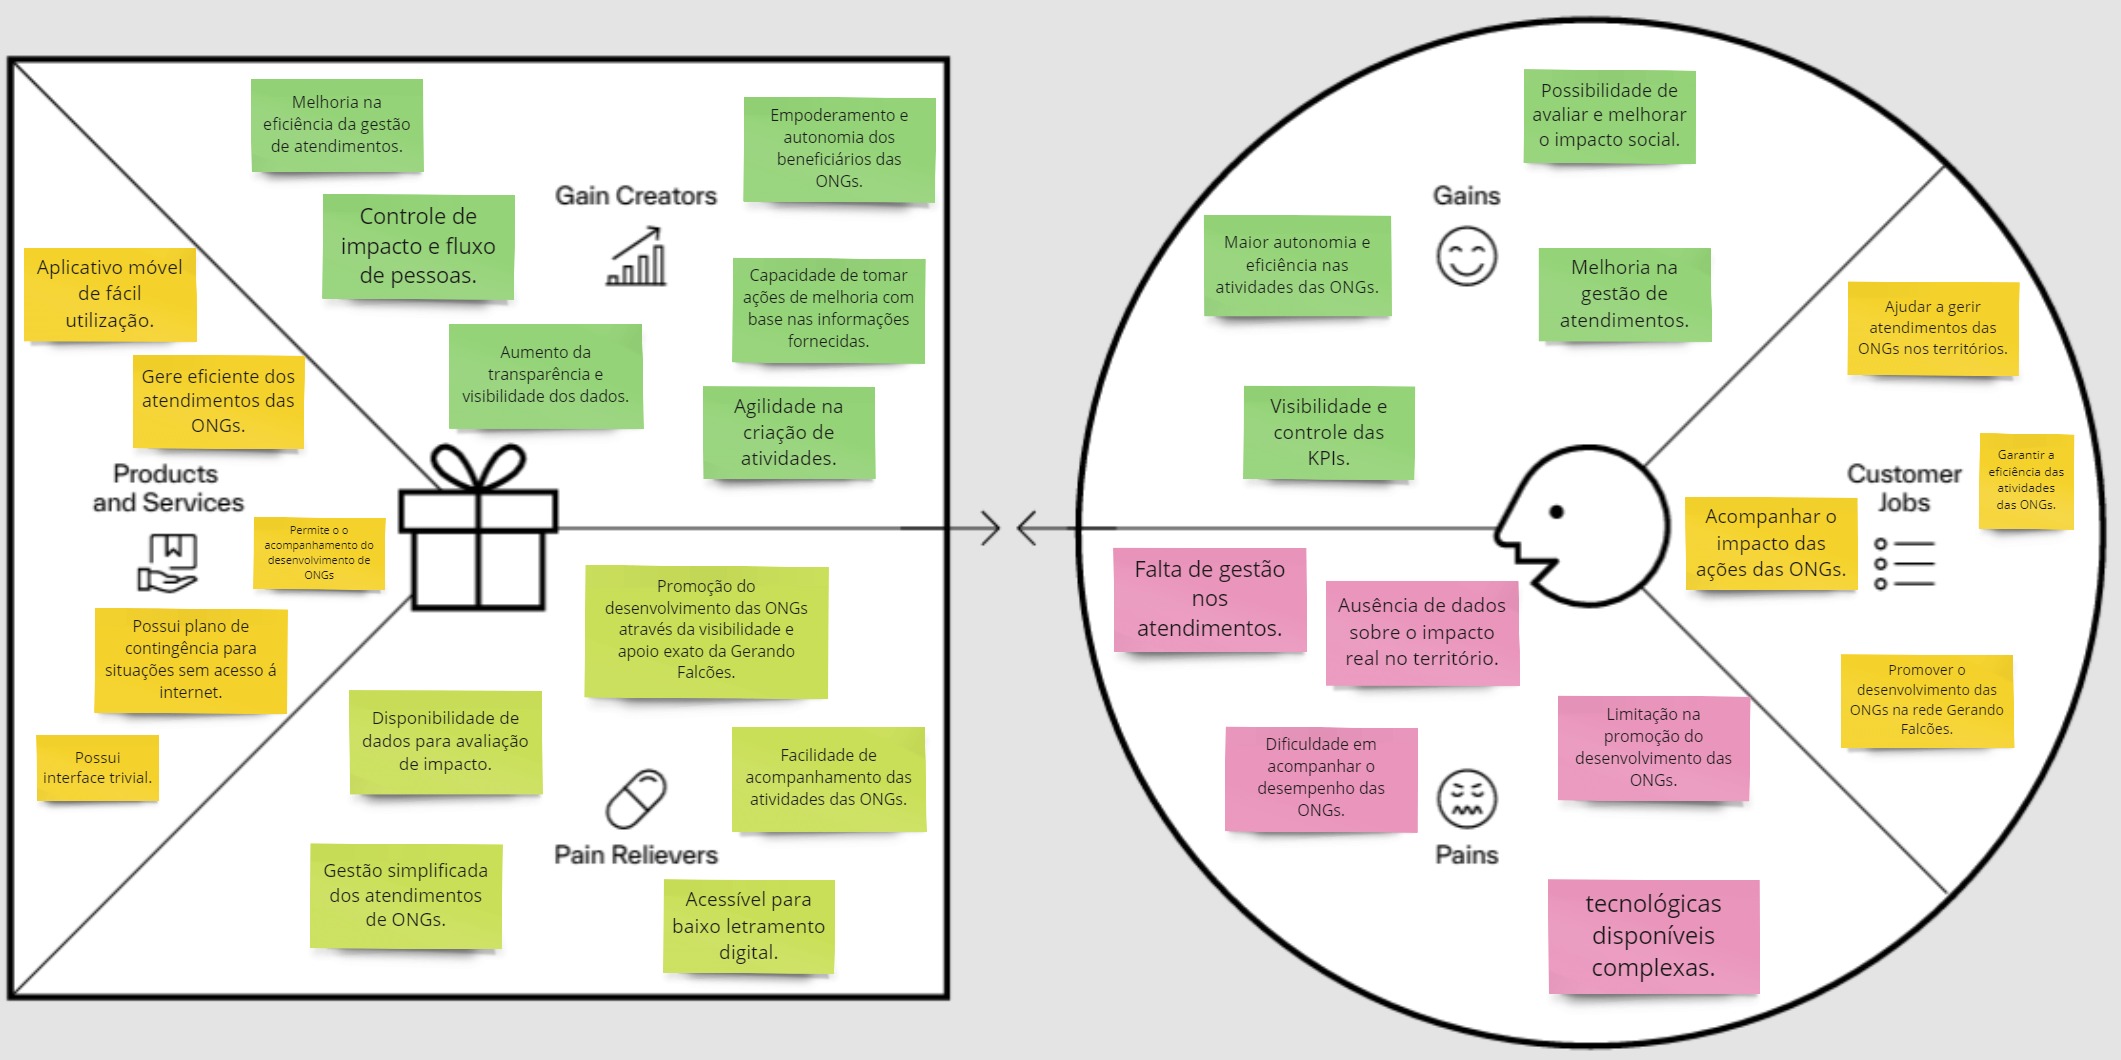 Melhoria na
eficiência da gestão
de atendimentos.
Empoderamento e
autonomia dos
beneficiários das
ONGs.
Gain Creators
Controle de
impacto e fluxo
de pessoas.
Capacidade de tomar
ações de melhoria com
base nas informações
fornecidas.
Aumento da
transparência e
visibilidade dos dados.
Agilidade na
criação de
atividades.
Aplicativo móvel
de fácil
utilização.
Gere eficiente dos
atendimentos das
ONGs.
Products
and Services
Permite o o
acompanhamento do
desenvolvimento de
ONGs
Possui plano de
contingência para
situações sem acesso á
internet.
Possui
interface trivial.
Promoção do
desenvolvimento das ONGs
através da visibilidade e
apoio exato da Gerando
Falcões.
Disponibilidade de
dados para avaliação
de impacto.
Facilidade de
acompanhamento das
atividades das ONGs.
Pain Relievers
Gestão simplificada
dos atendimentos
de ONGs.
Acessível para
baixo letramento
digital.
Possibilidade de
avaliar e melhorar
o impacto social.
Gains
Maior autonomia e
eficiência nas
atividades das ONGs.
Melhoria na
gestão de
atendimentos.
Visibilidade e
controle das
KPIs.
Ajudar a gerir
atendimentos das
ONGs nos territórios.
Customer
Jobs
Garantir a
eficiência das
atividades
das ONGs.
Acompanhar o
impacto das
ações das ONGs.
Promover o
desenvolvimento das
ONGs na rede Gerando
Falcões.
Falta de gestão
nos
atendimentos.
Ausência de dados
sobre o impacto
real no território.
Dificuldade em
acompanhar o
desempenho das
ONGs.
Limitação na
promoção do
desenvolvimento das
ONGs.
Pains
tecnológicas
disponíveis
complexas.